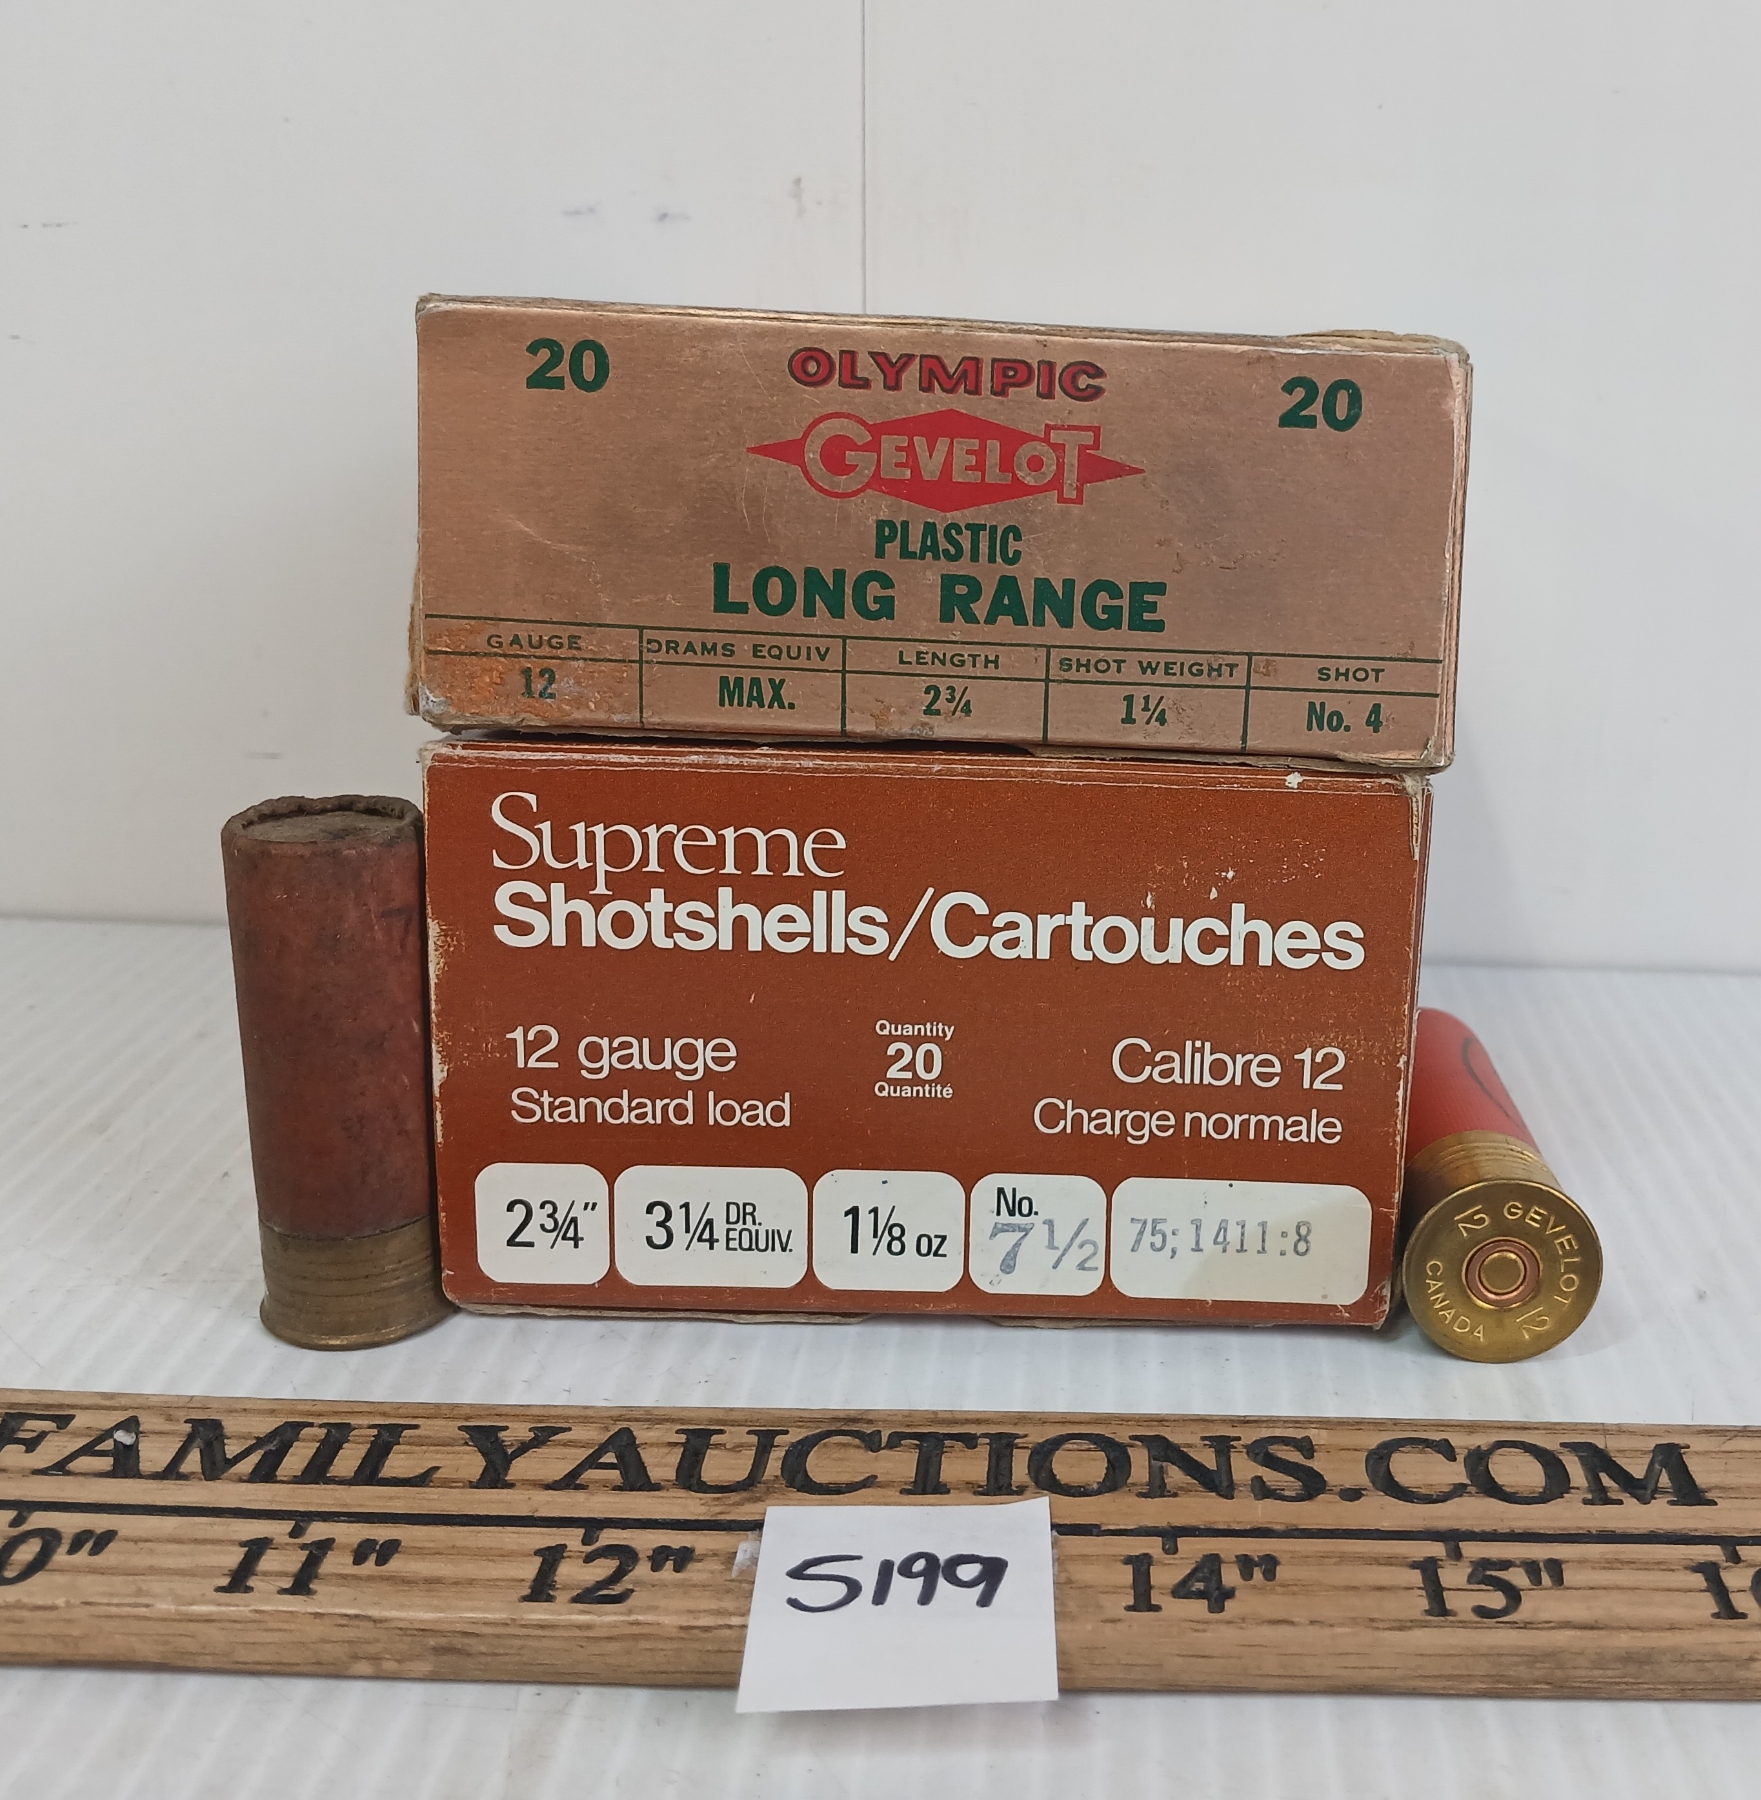 20 OLYMPIC 20
GEVELOT
PLASTIC
LONG RANGE
GAUGE DRAMS EQUIV LENGTH SHOT WEIGHT SHOT
12 MAX. 2¾ 1¼ No. 4
Supreme
Shotshells/Cartouches
12 gauge
Standard load
Quantity
20
Quantité
Calibre 12
Charge normale
2¾" 3¼ DR. EQUIV. 1⅛ oz No. 7½ 75;1411:8
12 GEVELOT 12 CANADA
FAMILYAUCTIONS.COM
0" 11" 12" 14" 15" 1
S199